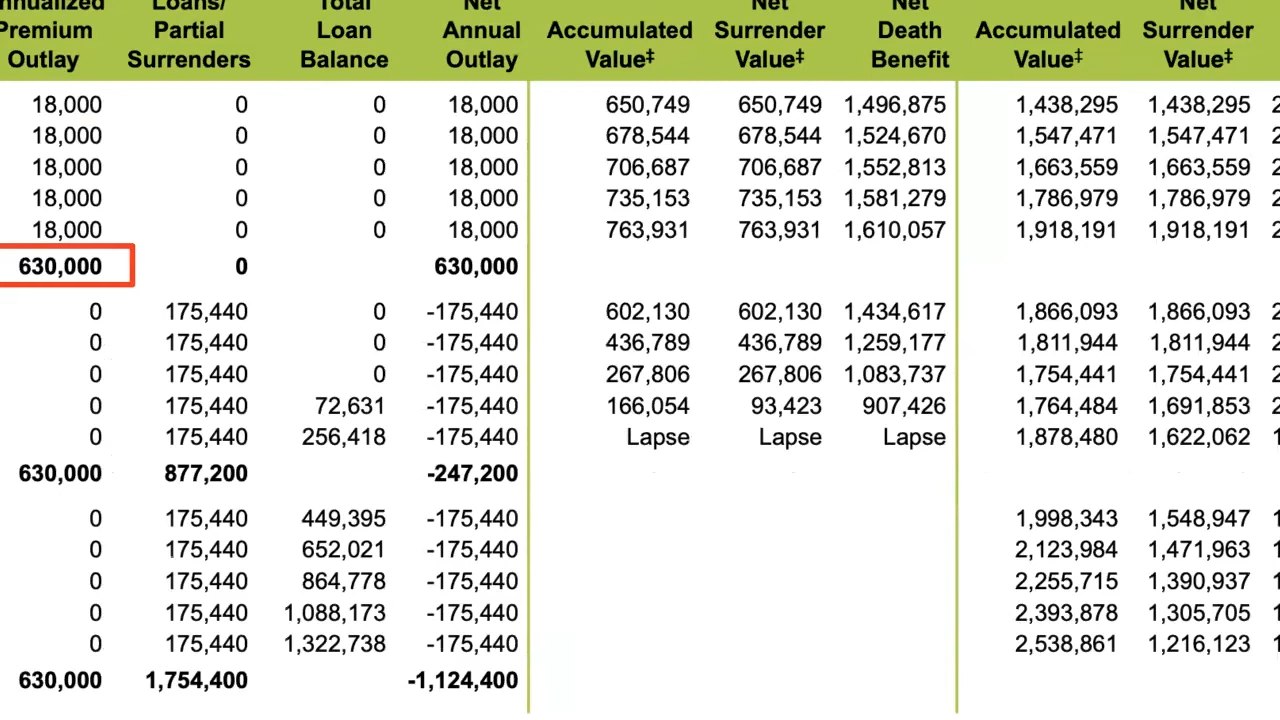 Loans/ Total Net Net Net Net
Premium Partial Loan Annual Accumulated Surrender Death Accumulated Surrender
Outlay Surrenders Balance Outlay Value‡ Value‡ Benefit Value‡ Value‡
18,000 0 0 18,000 650,749 650,749 1,496,875 1,438,295 1,438,295
18,000 0 0 18,000 678,544 678,544 1,524,670 1,547,471 1,547,471
18,000 0 0 18,000 706,687 706,687 1,552,813 1,663,559 1,663,559
18,000 0 0 18,000 735,153 735,153 1,581,279 1,786,979 1,786,979
18,000 0 0 18,000 763,931 763,931 1,610,057 1,918,191 1,918,191
630,000 0 630,000
0 175,440 0 -175,440 602,130 602,130 1,434,617 1,866,093 1,866,093
0 175,440 0 -175,440 436,789 436,789 1,259,177 1,811,944 1,811,944
0 175,440 0 -175,440 267,806 267,806 1,083,737 1,754,441 1,754,441
0 175,440 72,631 -175,440 166,054 93,423 907,426 1,764,484 1,691,853
0 175,440 256,418 -175,440 Lapse Lapse Lapse 1,878,480 1,622,062
630,000 877,200 -247,200
0 175,440 449,395 -175,440 1,998,343 1,548,947
0 175,440 652,021 -175,440 2,123,984 1,471,963
0 175,440 864,778 -175,440 2,255,715 1,390,937
0 175,440 1,088,173 -175,440 2,393,878 1,305,705
0 175,440 1,322,738 -175,440 2,538,861 1,216,123
630,000 1,754,400 -1,124,400